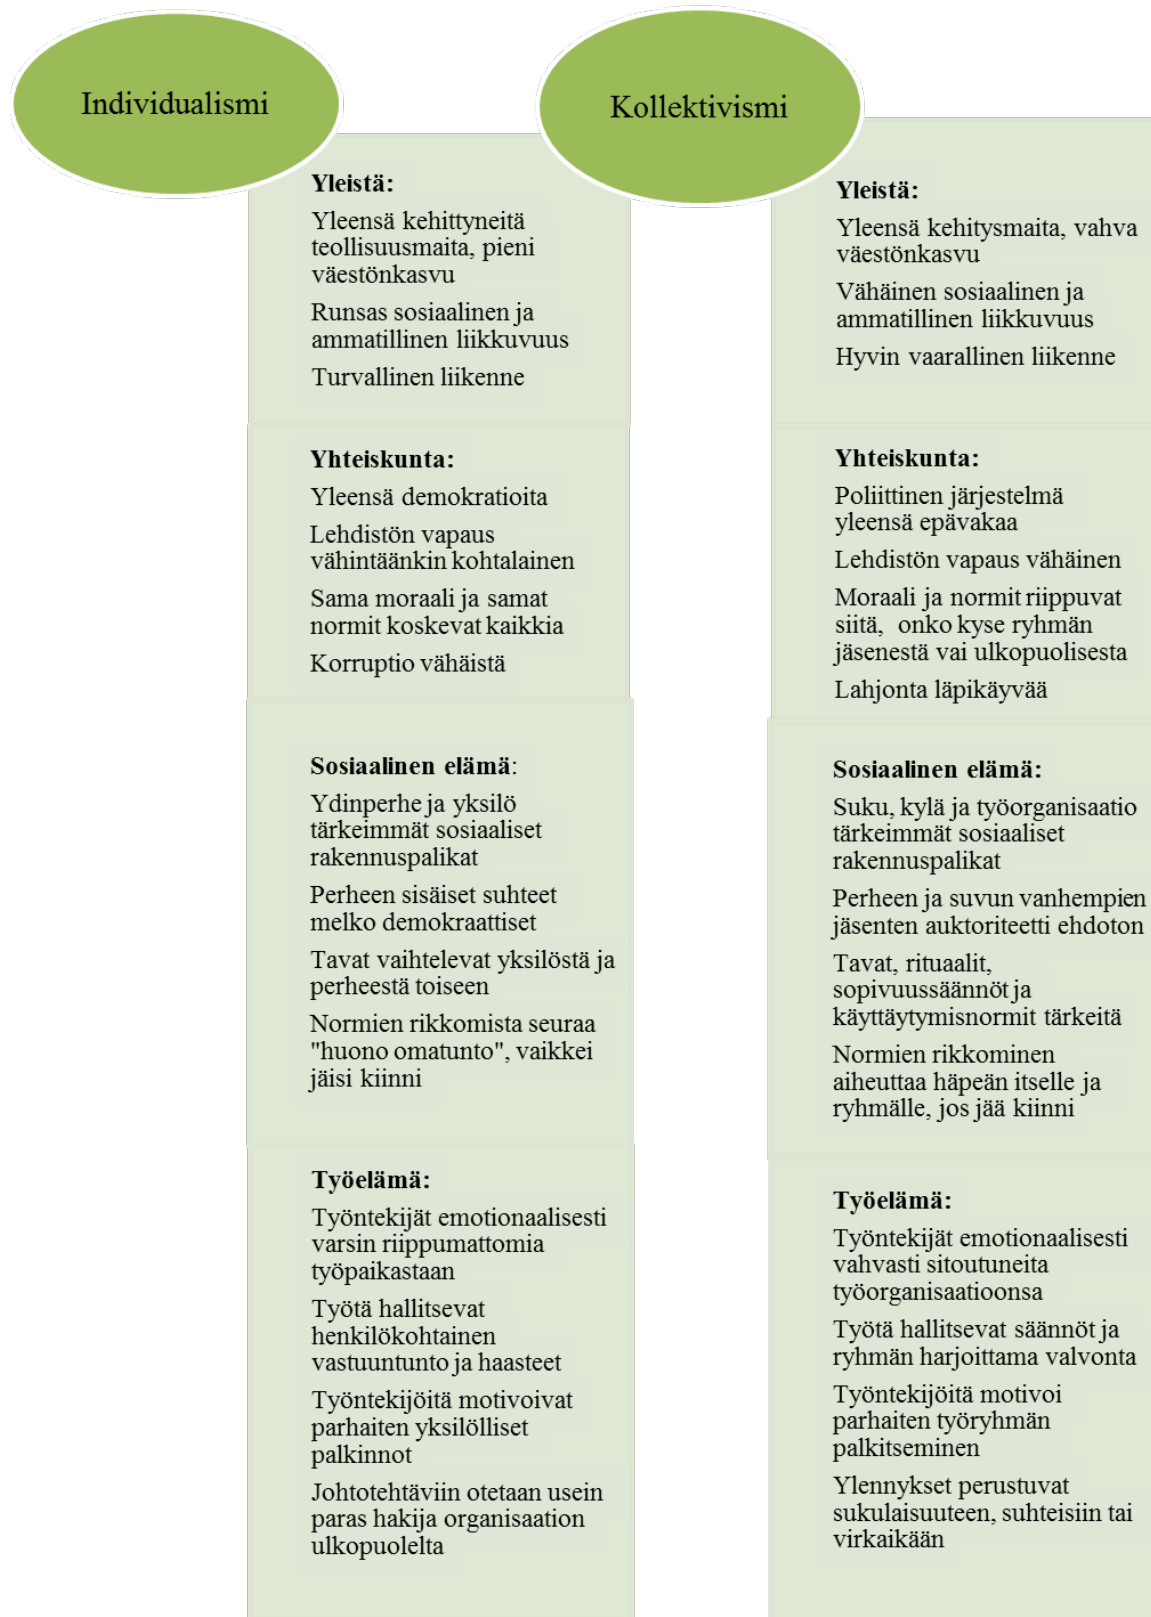 Individualismi
Yleistä:
Yleensä kehittyneitä
teollisuusmaita, pieni
väestönkasvu
Runsas sosiaalinen ja
ammatillinen liikkuvuus
Turvallinen liikenne
Yhteiskunta:
Yleensä demokratioita
Lehdistön vapaus
vähintäänkin kohtalainen
Sama moraali ja samat
normit koskevat kaikkia
Korruptio vähäistä
Sosiaalinen elämä:
Ydinperhe ja yksilö
tärkeimmät sosiaaliset
rakennuspalikat
Perheen sisäiset suhteet
melko demokraattiset
Tavat vaihtelevat yksilöstä ja
perheestä toiseen
Normien rikkomista seuraa
"huono omatunto", vaikkei
jäisi kiinni
Työelämä:
Työntekijät emotionaalisesti
varsin riippumattomia
työpaikastaan
Työtä hallitsevat
henkilökohtainen
vastuuntunto ja haasteet
Työntekijöitä motivoivat
parhaiten yksilölliset
palkinnot
Johtotehtäviin otetaan usein
paras hakija organisaation
ulkopuolelta
Kollektivismi
Yleistä:
Yleensä kehitysmaita, vahva
väestönkasvu
Vähäinen sosiaalinen ja
ammatillinen liikkuvuus
Hyvin vaarallinen liikenne
Yhteiskunta:
Poliittinen järjestelmä
yleensä epävakaa
Lehdistön vapaus vähäinen
Moraali ja normit riippuvat
siitä, onko kyse ryhmän
jäsenestä vai ulkopuolisesta
Lahjonta läpikäyvää
Sosiaalinen elämä:
Suku, kylä ja työorganisaatio
tärkeimmät sosiaaliset
rakennuspalikat
Perheen ja suvun vanhempien
jäsenten auktoriteetti ehdoton
Tavat, rituaalit,
sopivuussäännöt ja
käyttäytymisnormit tärkeitä
Normien rikkominen
aiheuttaa häpeän itselle ja
ryhmälle, jos jää kiinni
Työelämä:
Työntekijät emotionaalisesti
vahvasti sitoutuneita
työorganisaatioonsa
Työtä hallitsevat säännöt ja
ryhmän harjoittama valvonta
Työntekijöitä motivoi
parhaiten työryhmän
palkitseminen
Ylennykset perustuvat
sukulaisuuteen, suhteisiin tai
virkaikään